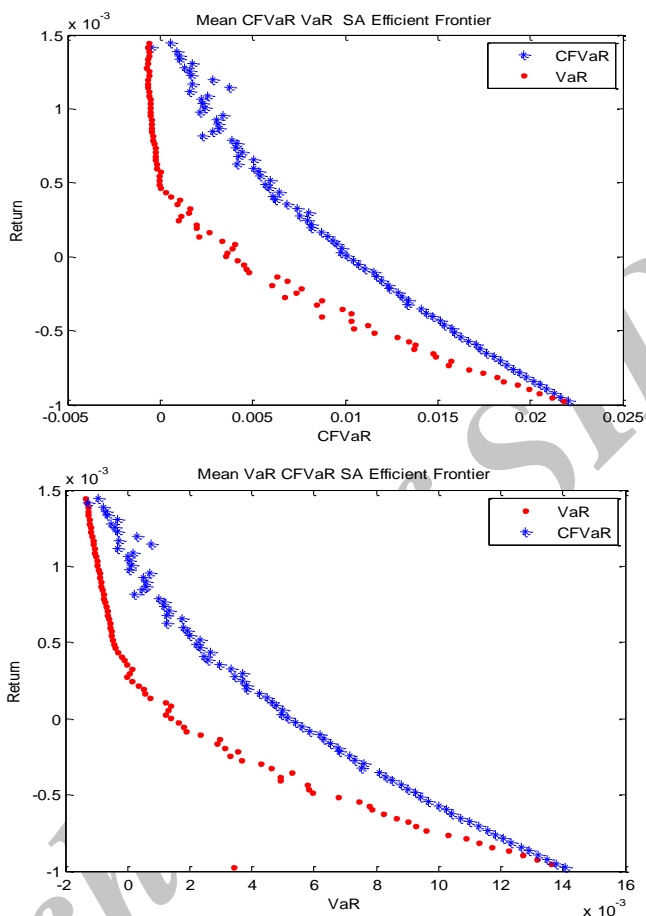 x 10^-3
Mean CFVaR VaR SA Efficient Frontier
CFVaR
VaR
Return
1.5
1
0.5
0
-0.5
-1
-0.005 0 0.005 0.01 0.015 0.02 0.025
CFVaR
x 10^-3
Mean VaR CFVaR SA Efficient Frontier
VaR
CFVaR
Return
1.5
1
0.5
0
-0.5
-1
-2 0 2 4 6 8 10 12 14 16
VaR
x 10^-3